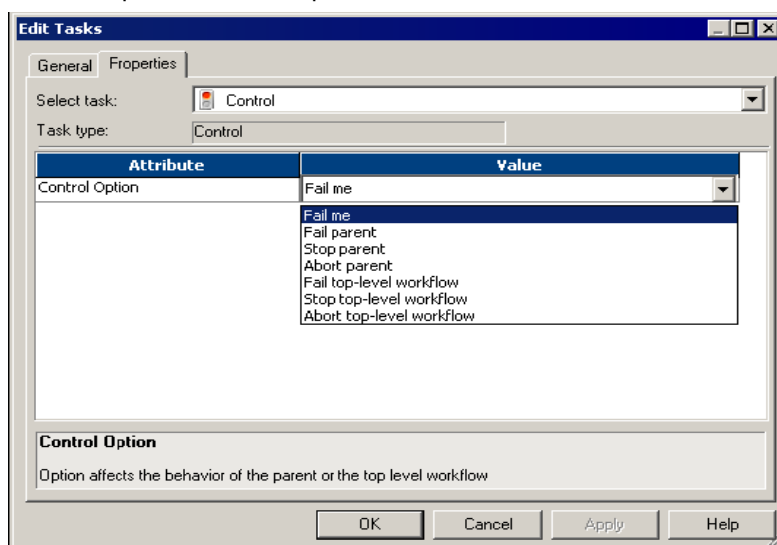 Edit Tasks
General Properties
Select task: Control
Task type: Control
Attribute Value
Control Option Fail me
Fail me
Fail parent
Stop parent
Abort parent
Fail top-level workflow
Stop top-level workflow
Abort top-level workflow
Control Option
Option affects the behavior of the parent or the top level workflow
OK Cancel Apply Help